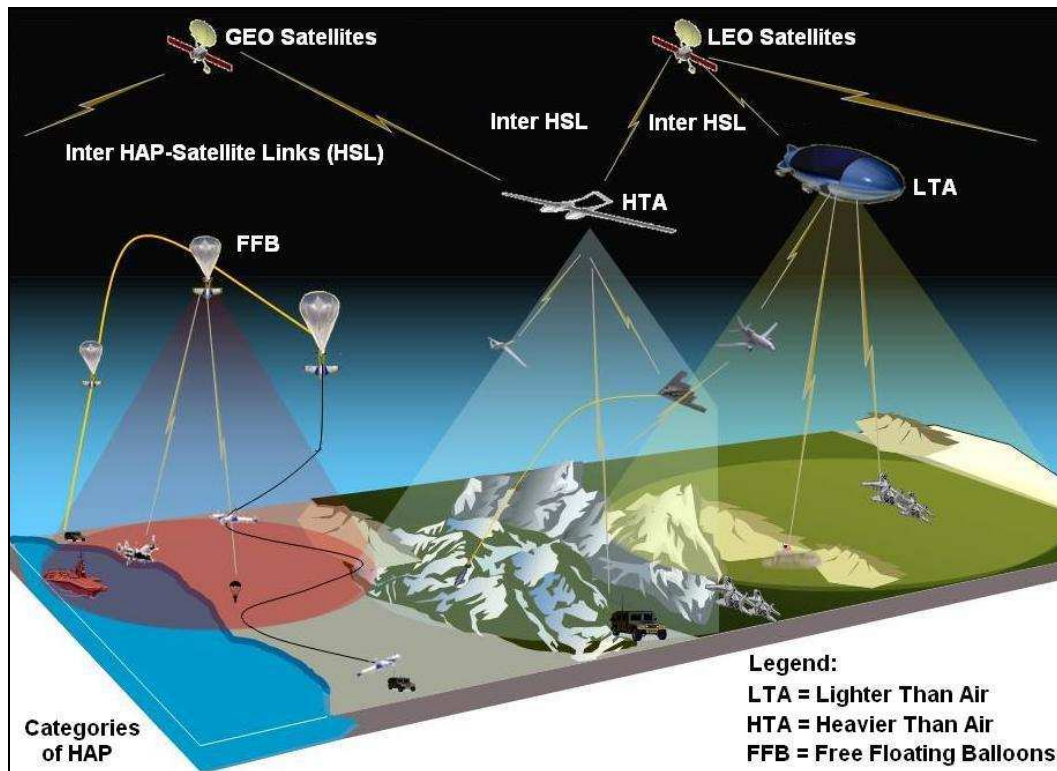 GEO Satellites
LEO Satellites
Inter HSL
Inter HSL
Inter HAP-Satellite Links (HSL)
HTA
LTA
FFB
Legend:
LTA = Lighter Than Air
HTA = Heavier Than Air
FFB = Free Floating Balloons
Categories
of HAP